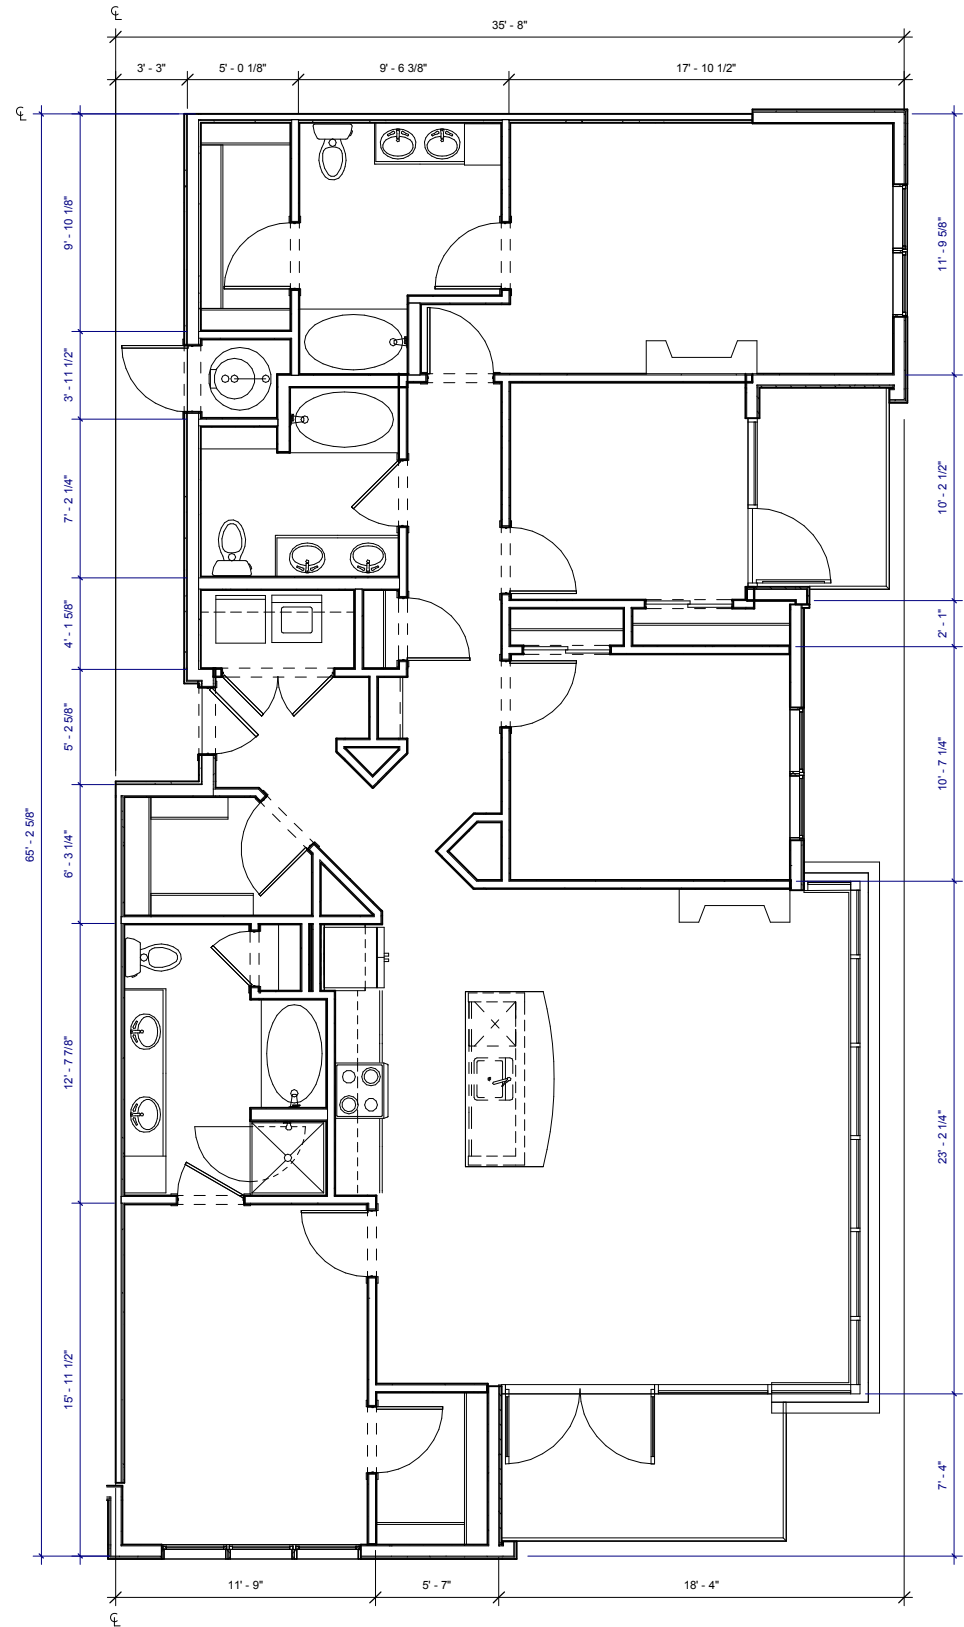 ℄
35' - 8"
3' - 3"
5' - 0 1/8"
9' - 6 3/8"
17' - 10 1/2"
℄
9' - 10 1/8"
11' - 9 5/8"
3' - 11 1/2"
7' - 2 1/4"
10' - 2 1/2"
4' - 1 5/8"
2' - 1"
5' - 2 5/8"
10' - 7 1/4"
65' - 2 5/8"
6' - 3 1/4"
12' - 7 7/8"
23' - 2 1/4"
15' - 11 1/2"
7' - 4"
11' - 9"
5' - 7"
18' - 4"
℄